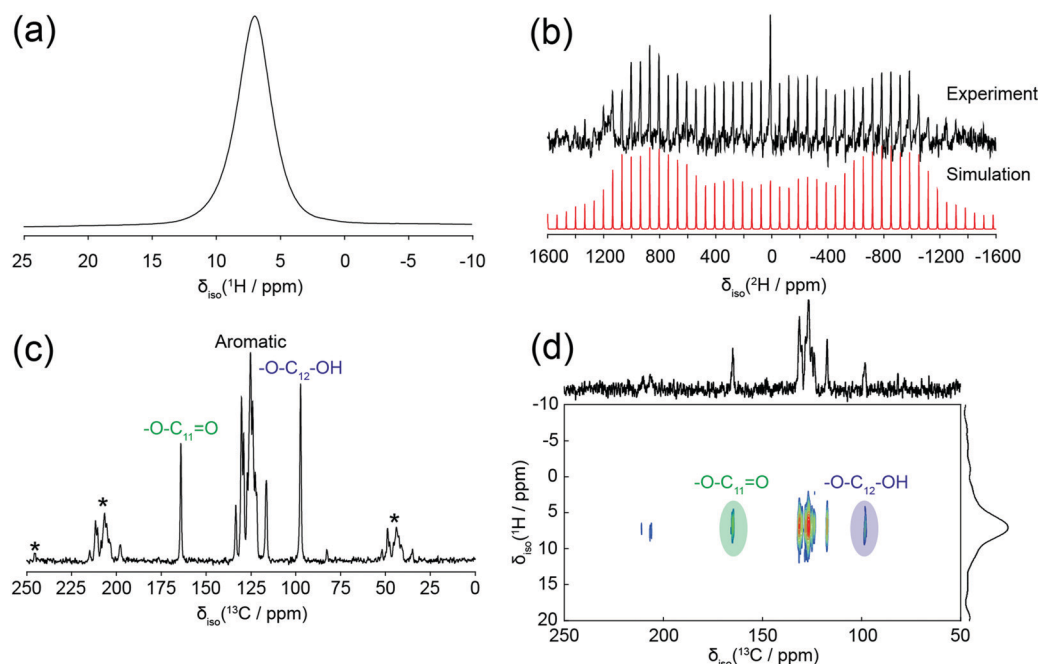 (a)
25 20 15 10 5 0 -5 -10
δiso(¹H / ppm)
(b)
Experiment
Simulation
1600 1200 800 400 0 -400 -800 -1200 -1600
δiso(²H / ppm)
(c)
Aromatic
-O-C₁₂-OH
-O-C₁₁=O
*
*
*
250 225 200 175 150 125 100 75 50 25 0
δiso(¹³C / ppm)
(d)
-10
-5
0
5
10
15
20
δiso(¹H / ppm)
-O-C₁₁=O
-O-C₁₂-OH
250 200 150 100 50
δiso(¹³C / ppm)